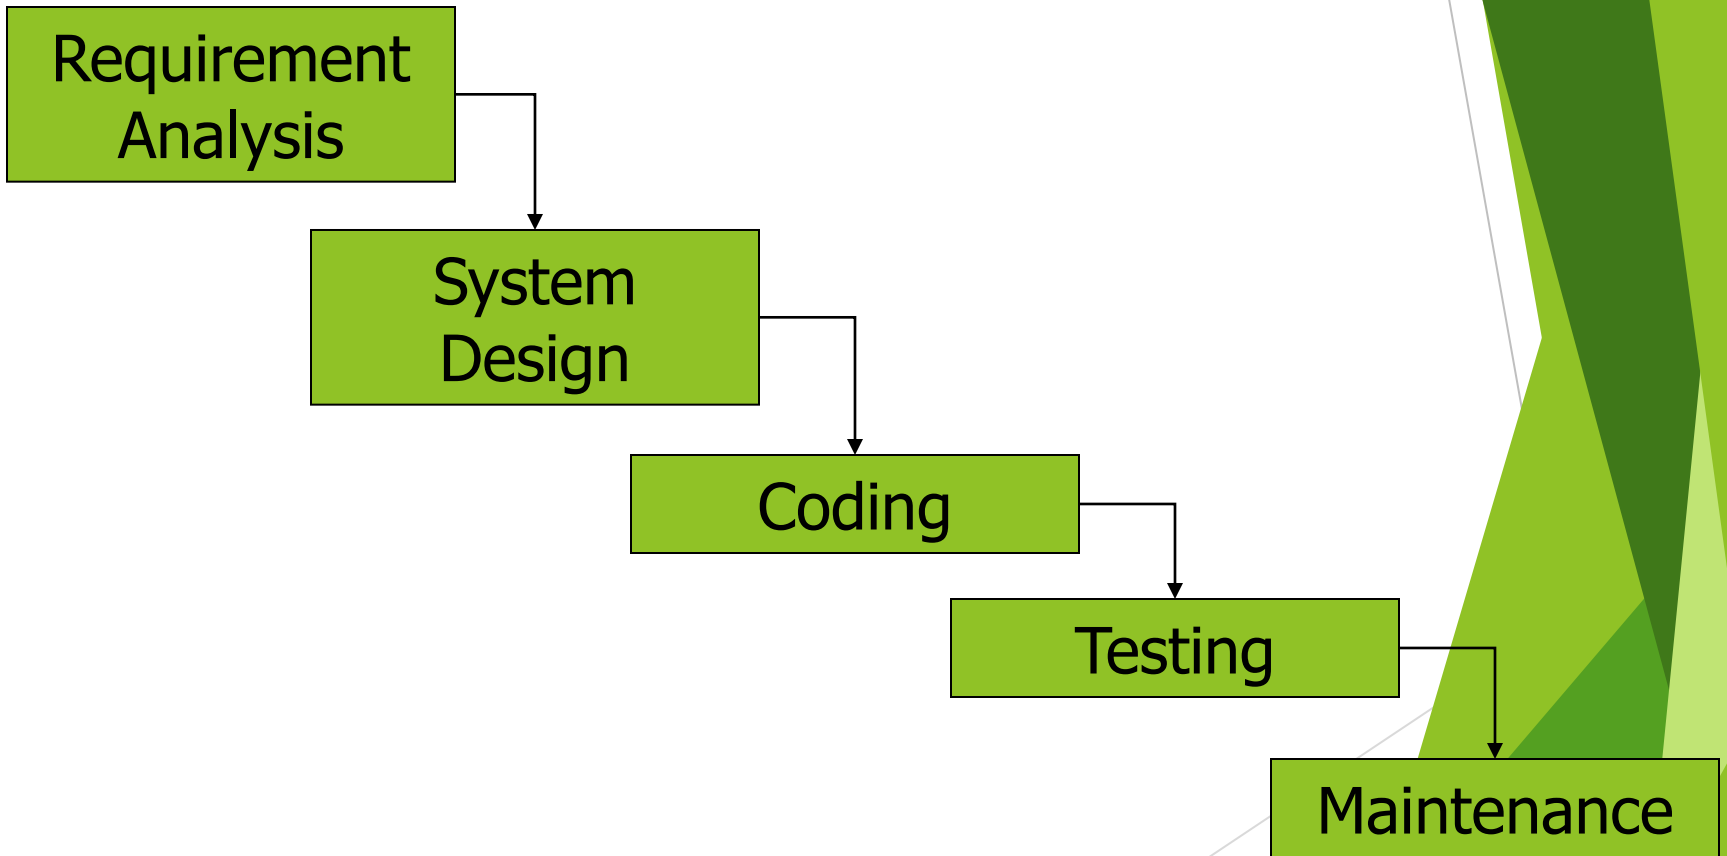 Requirement
Analysis
System
Design
Coding
Testing
Maintenance